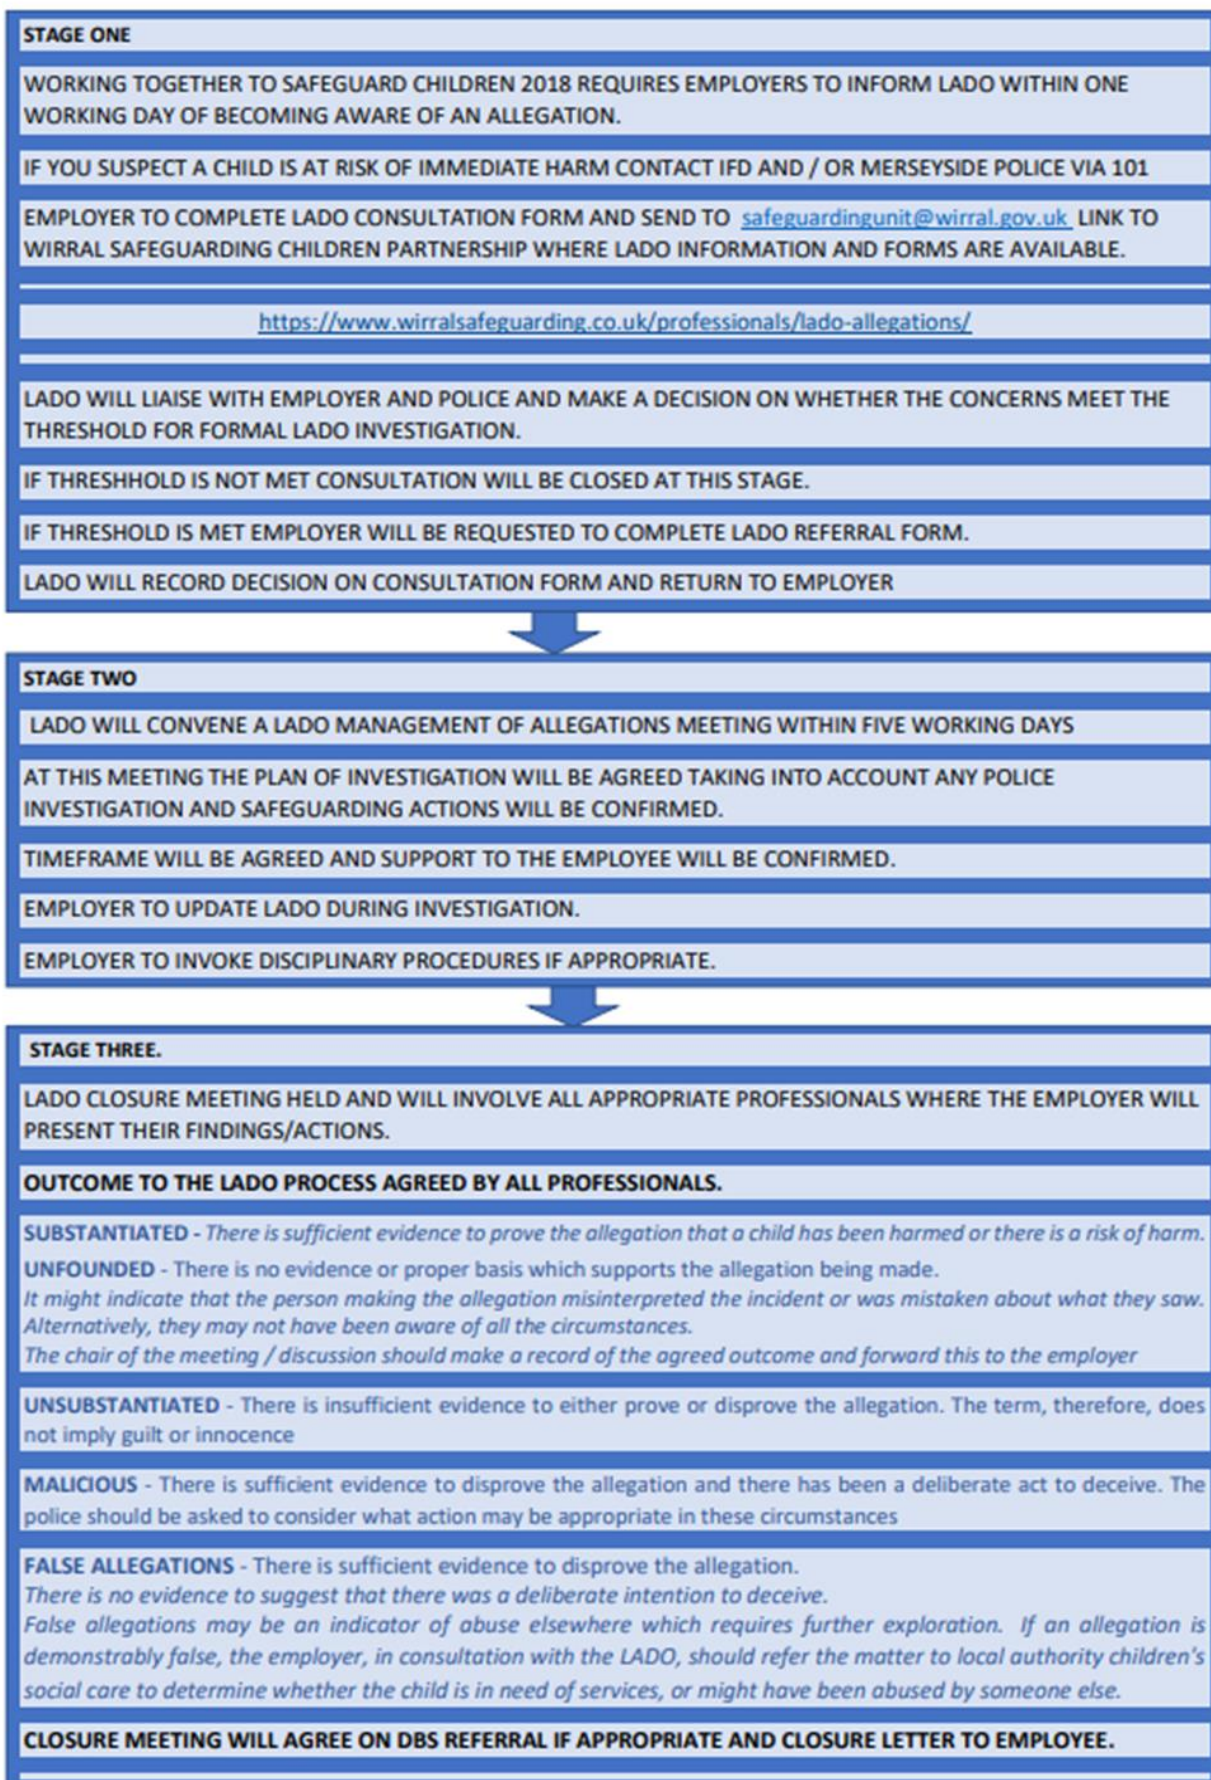 STAGE ONE
WORKING TOGETHER TO SAFEGUARD CHILDREN 2018 REQUIRES EMPLOYERS TO INFORM LADO WITHIN ONE
WORKING DAY OF BECOMING AWARE OF AN ALLEGATION.
IF YOU SUSPECT A CHILD IS AT RISK OF IMMEDIATE HARM CONTACT IFD AND / OR MERSEYSIDE POLICE VIA 101
EMPLOYER TO COMPLETE LADO CONSULTATION FORM AND SEND TO safeguardingunit@wirral.gov.uk LINK TO
WIRRAL SAFEGUARDING CHILDREN PARTNERSHIP WHERE LADO INFORMATION AND FORMS ARE AVAILABLE.
https://www.wirralsafeguarding.co.uk/professionals/lado-allegations/
LADO WILL LIAISE WITH EMPLOYER AND POLICE AND MAKE A DECISION ON WHETHER THE CONCERNS MEET THE
THRESHOLD FOR FORMAL LADO INVESTIGATION.
IF THRESHHOLD IS NOT MET CONSULTATION WILL BE CLOSED AT THIS STAGE.
IF THRESHOLD IS MET EMPLOYER WILL BE REQUESTED TO COMPLETE LADO REFERRAL FORM.
LADO WILL RECORD DECISION ON CONSULTATION FORM AND RETURN TO EMPLOYER
STAGE TWO
LADO WILL CONVENE A LADO MANAGEMENT OF ALLEGATIONS MEETING WITHIN FIVE WORKING DAYS
AT THIS MEETING THE PLAN OF INVESTIGATION WILL BE AGREED TAKING INTO ACCOUNT ANY POLICE
INVESTIGATION AND SAFEGUARDING ACTIONS WILL BE CONFIRMED.
TIMEFRAME WILL BE AGREED AND SUPPORT TO THE EMPLOYEE WILL BE CONFIRMED.
EMPLOYER TO UPDATE LADO DURING INVESTIGATION.
EMPLOYER TO INVOKE DISCIPLINARY PROCEDURES IF APPROPRIATE.
STAGE THREE.
LADO CLOSURE MEETING HELD AND WILL INVOLVE ALL APPROPRIATE PROFESSIONALS WHERE THE EMPLOYER WILL
PRESENT THEIR FINDINGS/ACTIONS.
OUTCOME TO THE LADO PROCESS AGREED BY ALL PROFESSIONALS.
SUBSTANTIATED - There is sufficient evidence to prove the allegation that a child has been harmed or there is a risk of harm.
UNFOUNDED - There is no evidence or proper basis which supports the allegation being made.
It might indicate that the person making the allegation misinterpreted the incident or was mistaken about what they saw.
Alternatively, they may not have been aware of all the circumstances.
The chair of the meeting / discussion should make a record of the agreed outcome and forward this to the employer
UNSUBSTANTIATED - There is insufficient evidence to either prove or disprove the allegation. The term, therefore, does
not imply guilt or innocence
MALICIOUS - There is sufficient evidence to disprove the allegation and there has been a deliberate act to deceive. The
police should be asked to consider what action may be appropriate in these circumstances
FALSE ALLEGATIONS - There is sufficient evidence to disprove the allegation.
There is no evidence to suggest that there was a deliberate intention to deceive.
False allegations may be an indicator of abuse elsewhere which requires further exploration. If an allegation is
demonstrably false, the employer, in consultation with the LADO, should refer the matter to local authority children's
social care to determine whether the child is in need of services, or might have been abused by someone else.
CLOSURE MEETING WILL AGREE ON DBS REFERRAL IF APPROPRIATE AND CLOSURE LETTER TO EMPLOYEE.